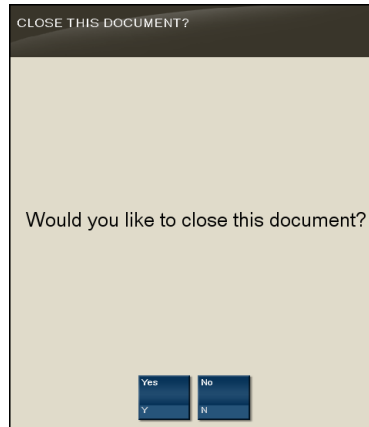 CLOSE THIS DOCUMENT?
Would you like to close this document?
Yes No
Y N